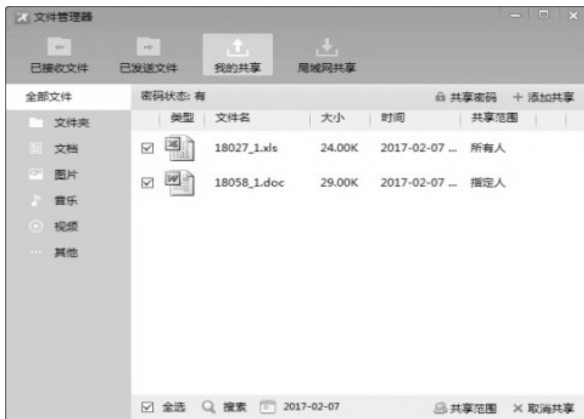 文件管理器
已接收文件 已发送文件 我的共享 局域网共享
全部文件 密码状态: 有 共享密码 + 添加共享
文件夹 类型 文件名 大小 时间 共享范围
文档 18027_1.xls 24.00K 2017-02-07 ... 所有人
图片 18058_1.doc 29.00K 2017-02-07 ... 指定人
音乐
视频
其他
全选 搜索 2017-02-07 共享范围 × 取消共享